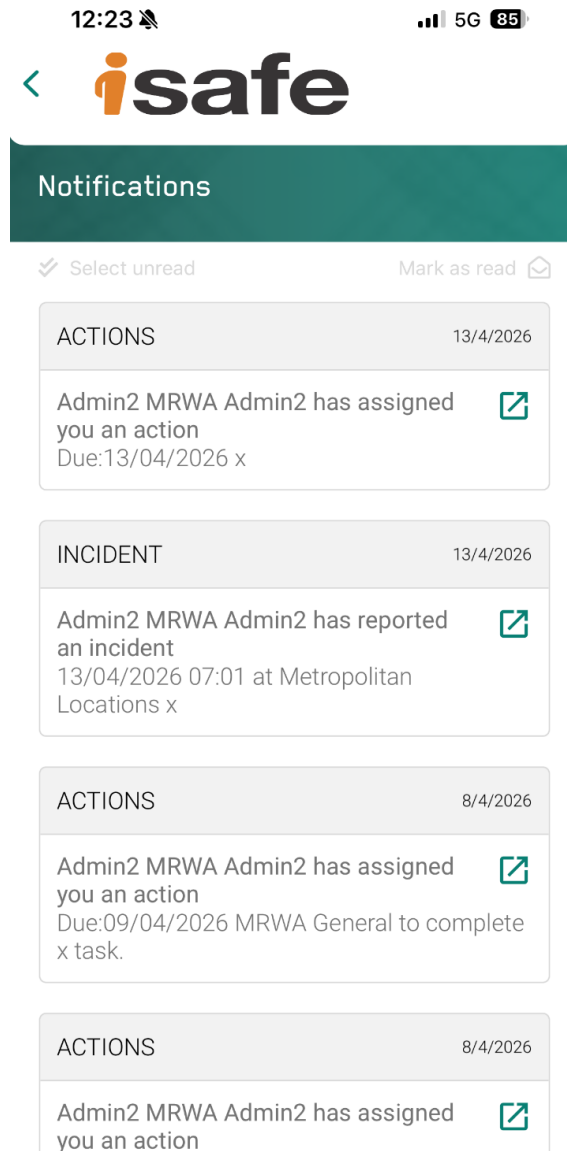 12:23 5G 85
isafe
Notifications
Select unread Mark as read
ACTIONS 13/4/2026
Admin2 MRWA Admin2 has assigned
you an action
Due:13/04/2026 x
INCIDENT 13/4/2026
Admin2 MRWA Admin2 has reported
an incident
13/04/2026 07:01 at Metropolitan
Locations x
ACTIONS 8/4/2026
Admin2 MRWA Admin2 has assigned
you an action
Due:09/04/2026 MRWA General to complete
x task.
ACTIONS 8/4/2026
Admin2 MRWA Admin2 has assigned
you an action